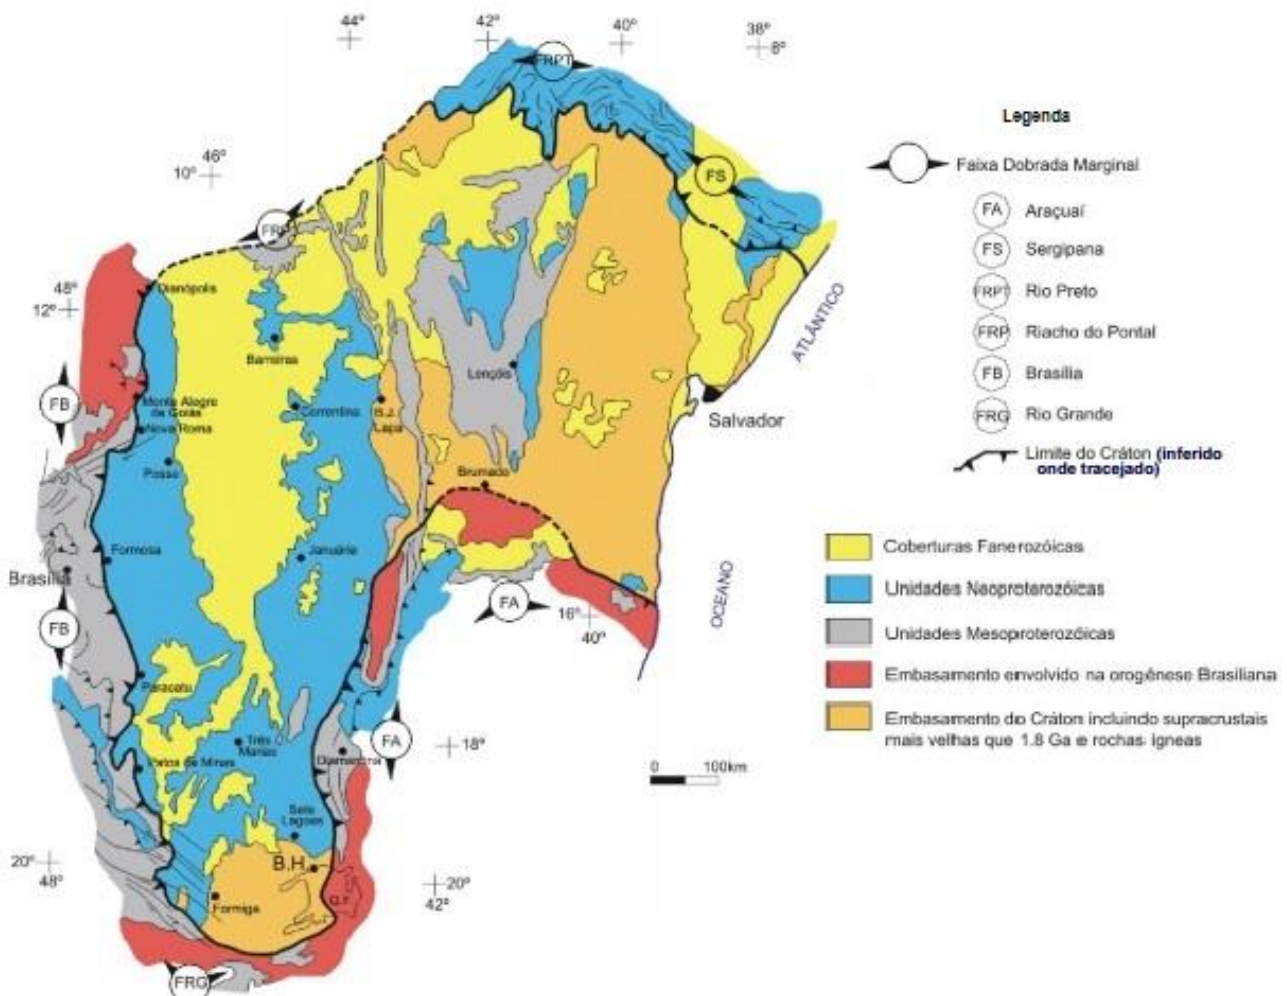 44º
42º
40º
38º
8º
FRPT
46º
10º
FS
FRP
48º
12º
Dianópolis
Barreiras
Lençóis
ATLÂNTICO
FB
Monte Alegre
de Goiás
Nova Roma
Correntina
B.J.
Lapa
Salvador
Posse
Brumado
Formosa
Januária
Brasília
OCEANO
FA
16º
40º
FB
Paracatu
Três
Marias
FA
18º
Patos de Minas
Diamantina
0 100km
Sete
Lagoas
20º
48º
B.H.
20º
42º
Formiga
Q.F.
FRG
Legenda
Faixa Dobrada Marginal
FA Araçuaí
FS Sergipana
FRPT Rio Preto
FRP Riacho do Pontal
FB Brasília
FRG Rio Grande
Limite do Cráton (inferido
onde tracejado)
Coberturas Fanerozóicas
Unidades Neoproterozóicas
Unidades Mesoproterozóicas
Embasamento envolvido na orogênese Brasiliana
Embasamento do Cráton incluindo supracrustais
mais velhas que 1.8 Ga e rochas ígneas